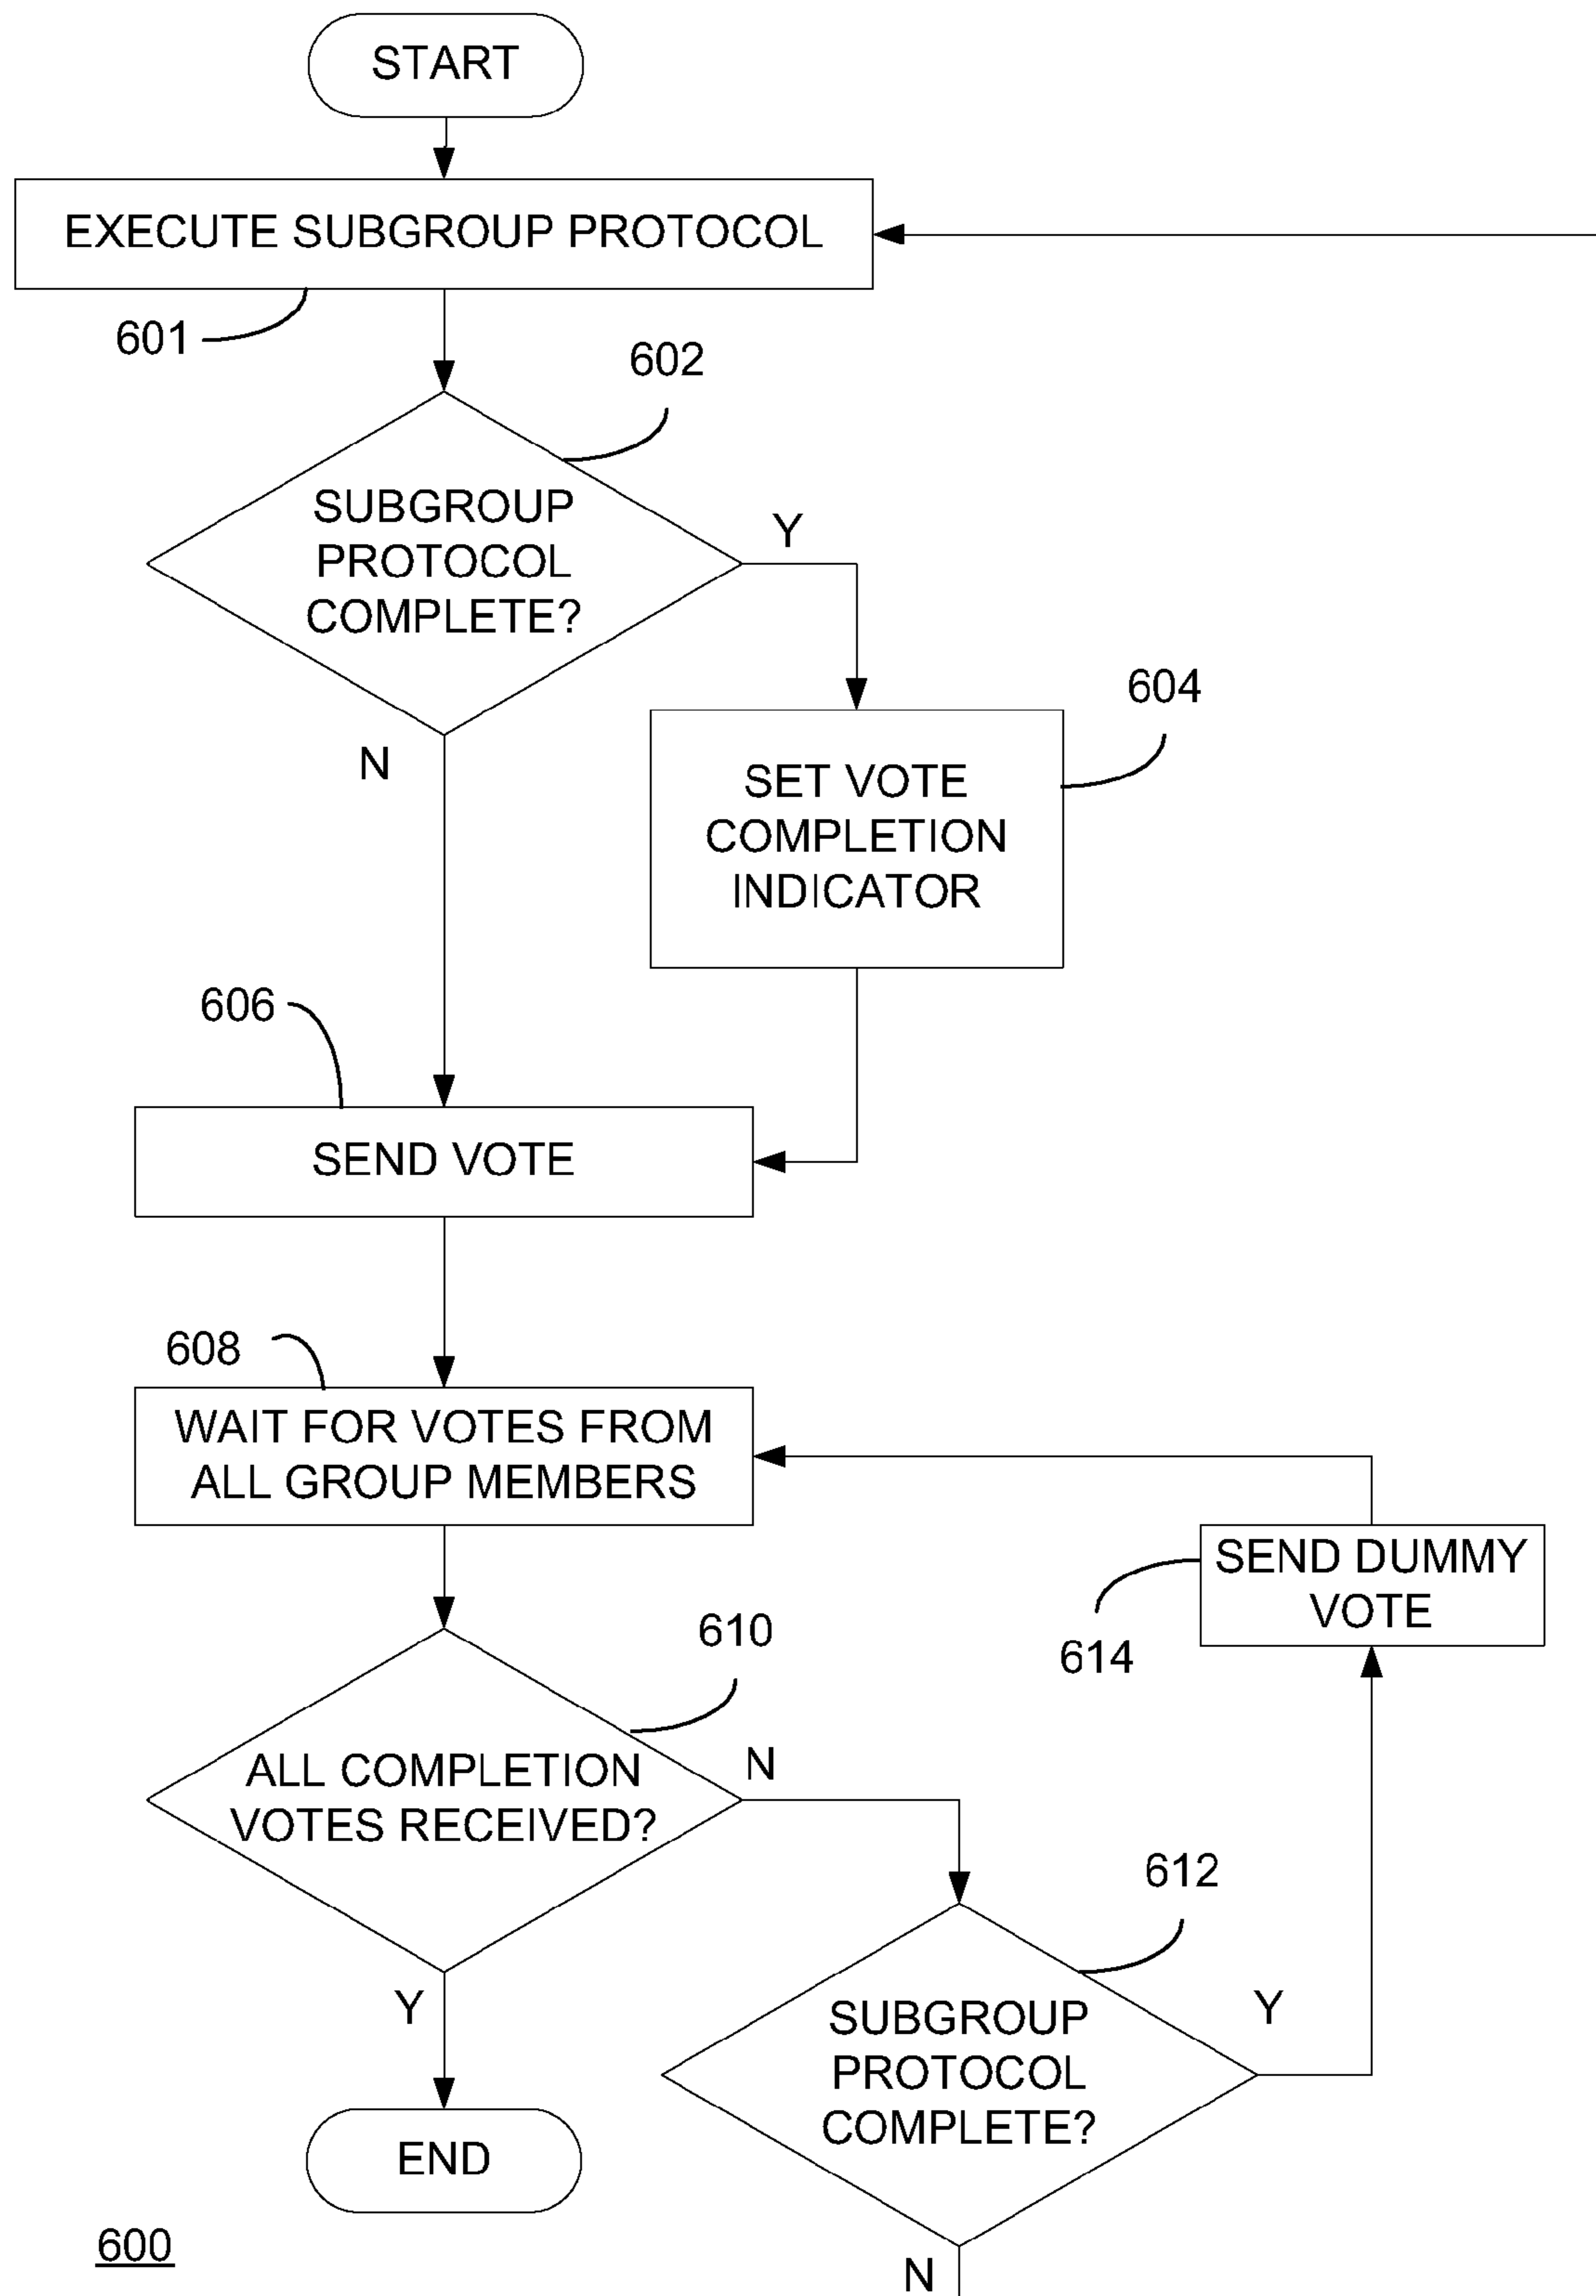 START
EXECUTE SUBGROUP PROTOCOL
601
602
SUBGROUP
PROTOCOL
COMPLETE?
Y
N
604
SET VOTE
COMPLETION
INDICATOR
606
SEND VOTE
608
WAIT FOR VOTES FROM
ALL GROUP MEMBERS
SEND DUMMY
VOTE
614
610
ALL COMPLETION
VOTES RECEIVED?
N
Y
612
SUBGROUP
PROTOCOL
COMPLETE?
Y
N
END
600